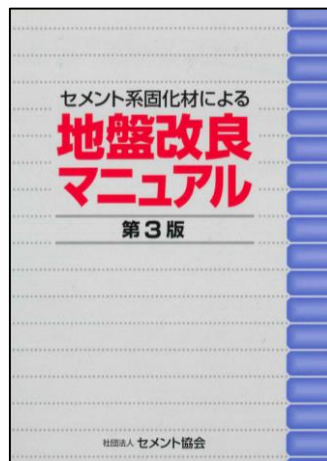 セメント系固化材による
地盤改良
マニュアル
第3版
社団法人 セメント協会